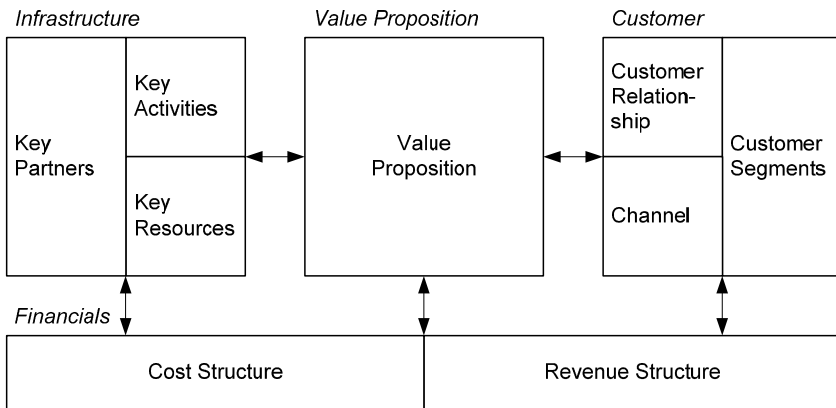 Infrastructure
Value Proposition
Customer
Key
Partners
Key
Activities
Key
Resources
Value
Proposition
Customer
Relation-
ship
Channel
Customer
Segments
Financials
Cost Structure
Revenue Structure